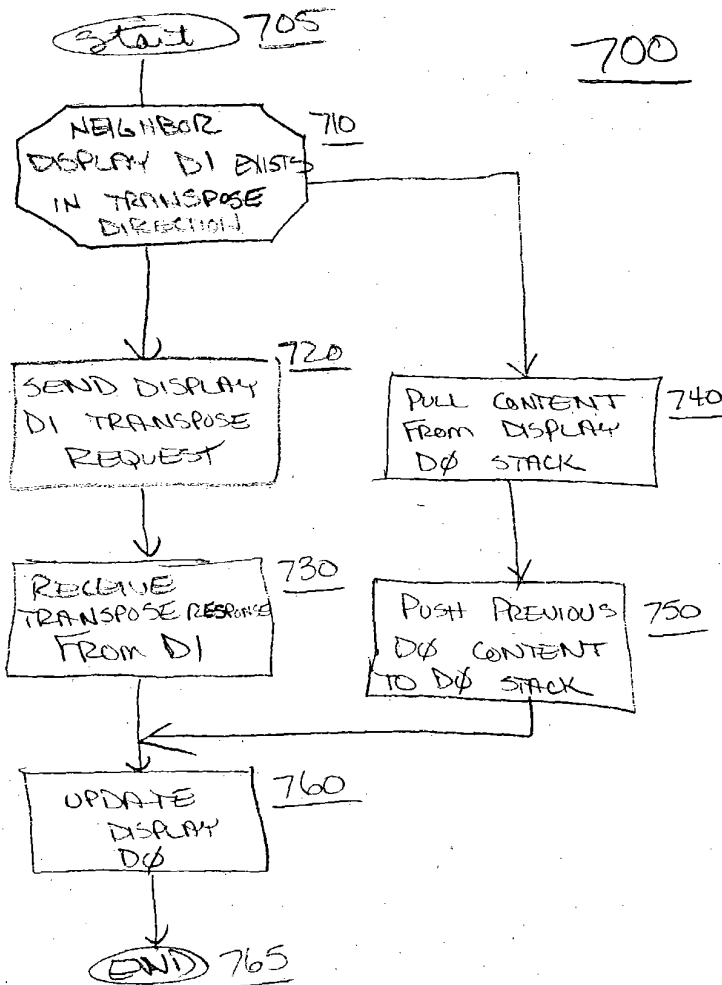 Start 705
700
NEIGHBOR 710
DISPLAY D1 EXISTS
IN TRANSPOSE
DIRECTION
720
SEND DISPLAY
D1 TRANSPOSE
REQUEST
PULL CONTENT 740
FROM DISPLAY
DØ STACK
RECEIVE 730
TRANSPOSE RESPONSE
FROM D1
PUSH PREVIOUS 750
DØ CONTENT
TO DØ STACK
UPDATE 760
DISPLAY
DØ
END 765